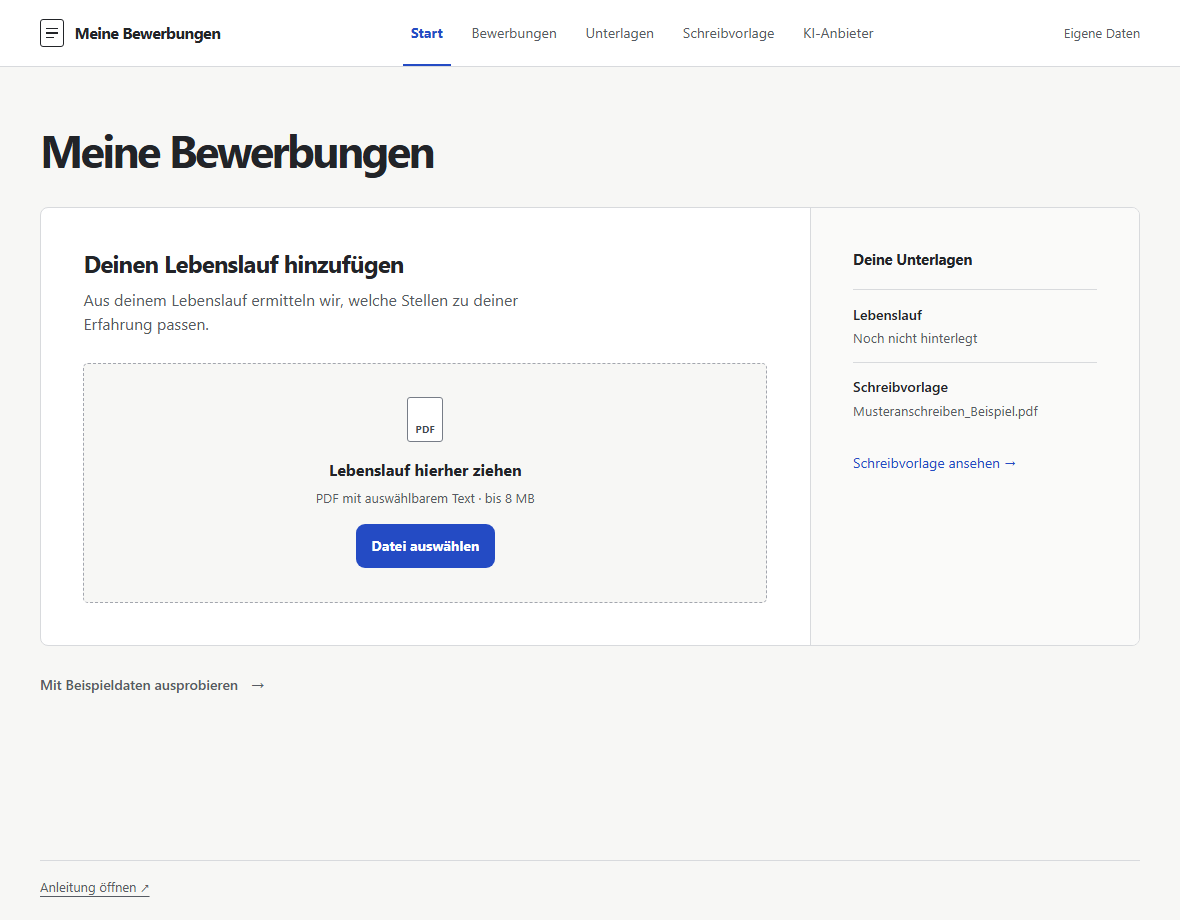 Meine Bewerbungen
Start
Bewerbungen
Unterlagen
Schreibvorlage
KI-Anbieter
Eigene Daten
Meine Bewerbungen
Deinen Lebenslauf hinzufügen
Aus deinem Lebenslauf ermitteln wir, welche Stellen zu deiner
Erfahrung passen.
PDF
Lebenslauf hierher ziehen
PDF mit auswählbarem Text · bis 8 MB
Datei auswählen
Deine Unterlagen
Lebenslauf
Noch nicht hinterlegt
Schreibvorlage
Musteranschreiben_Beispiel.pdf
Schreibvorlage ansehen →
Mit Beispieldaten ausprobieren →
Anleitung öffnen ↗